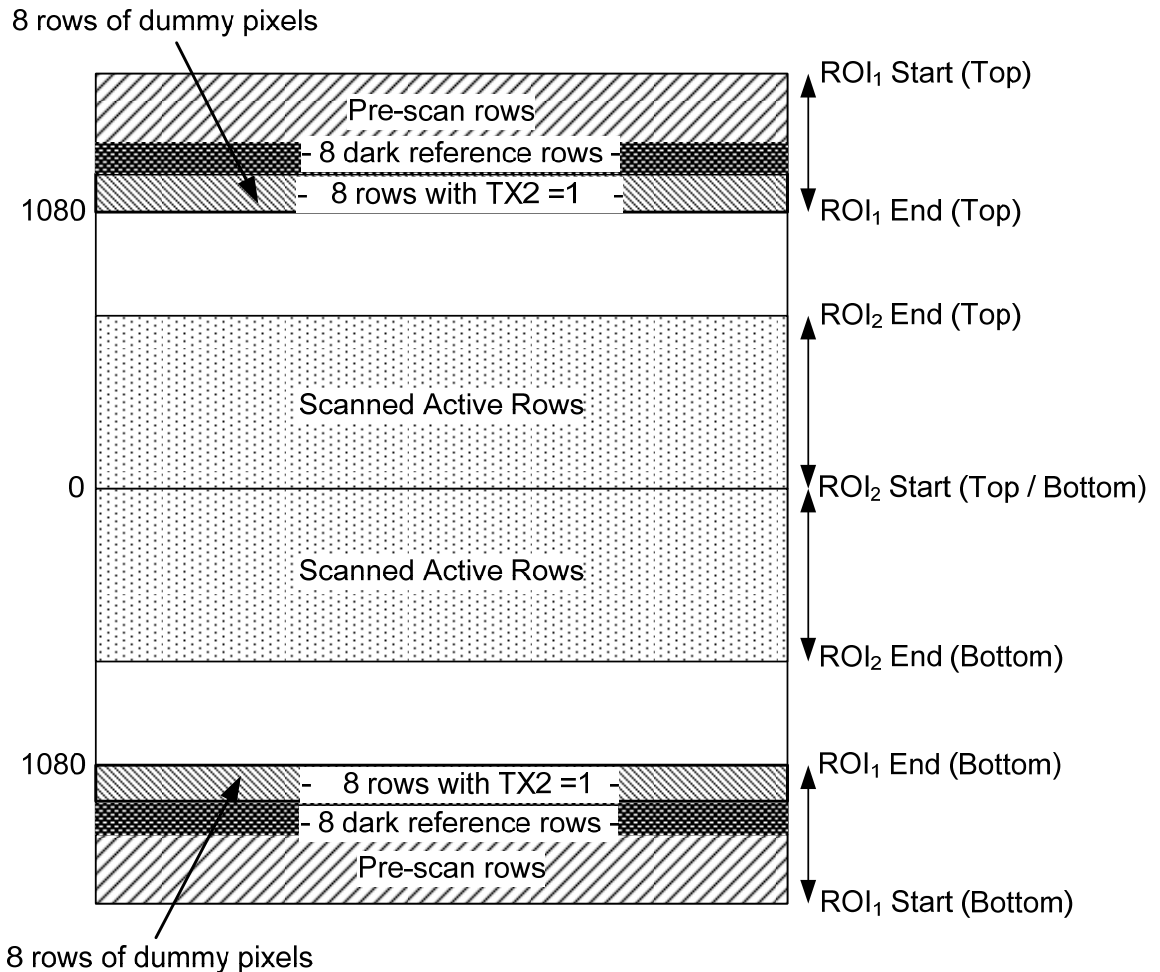 8 rows of dummy pixels
ROI₁ Start (Top)
Pre-scan rows
- 8 dark reference rows -
- 8 rows with TX2 =1 -
1080
ROI₁ End (Top)
ROI₂ End (Top)
Scanned Active Rows
0
ROI₂ Start (Top / Bottom)
Scanned Active Rows
ROI₂ End (Bottom)
1080
ROI₁ End (Bottom)
- 8 rows with TX2 =1 -
- 8 dark reference rows -
Pre-scan rows
ROI₁ Start (Bottom)
8 rows of dummy pixels